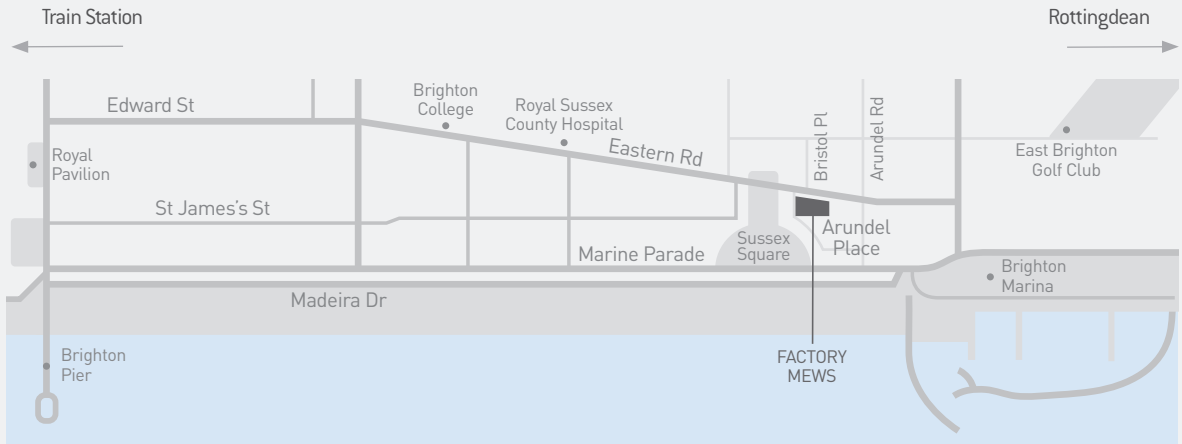 Train Station
Rottingdean
Edward St
Brighton
College
Royal Sussex
County Hospital
Eastern Rd
Bristol Pl
Arundel Rd
East Brighton
Golf Club
Royal
Pavilion
St James's St
Marine Parade
Sussex
Square
Arundel
Place
Brighton
Marina
Madeira Dr
Brighton
Pier
FACTORY
MEWS